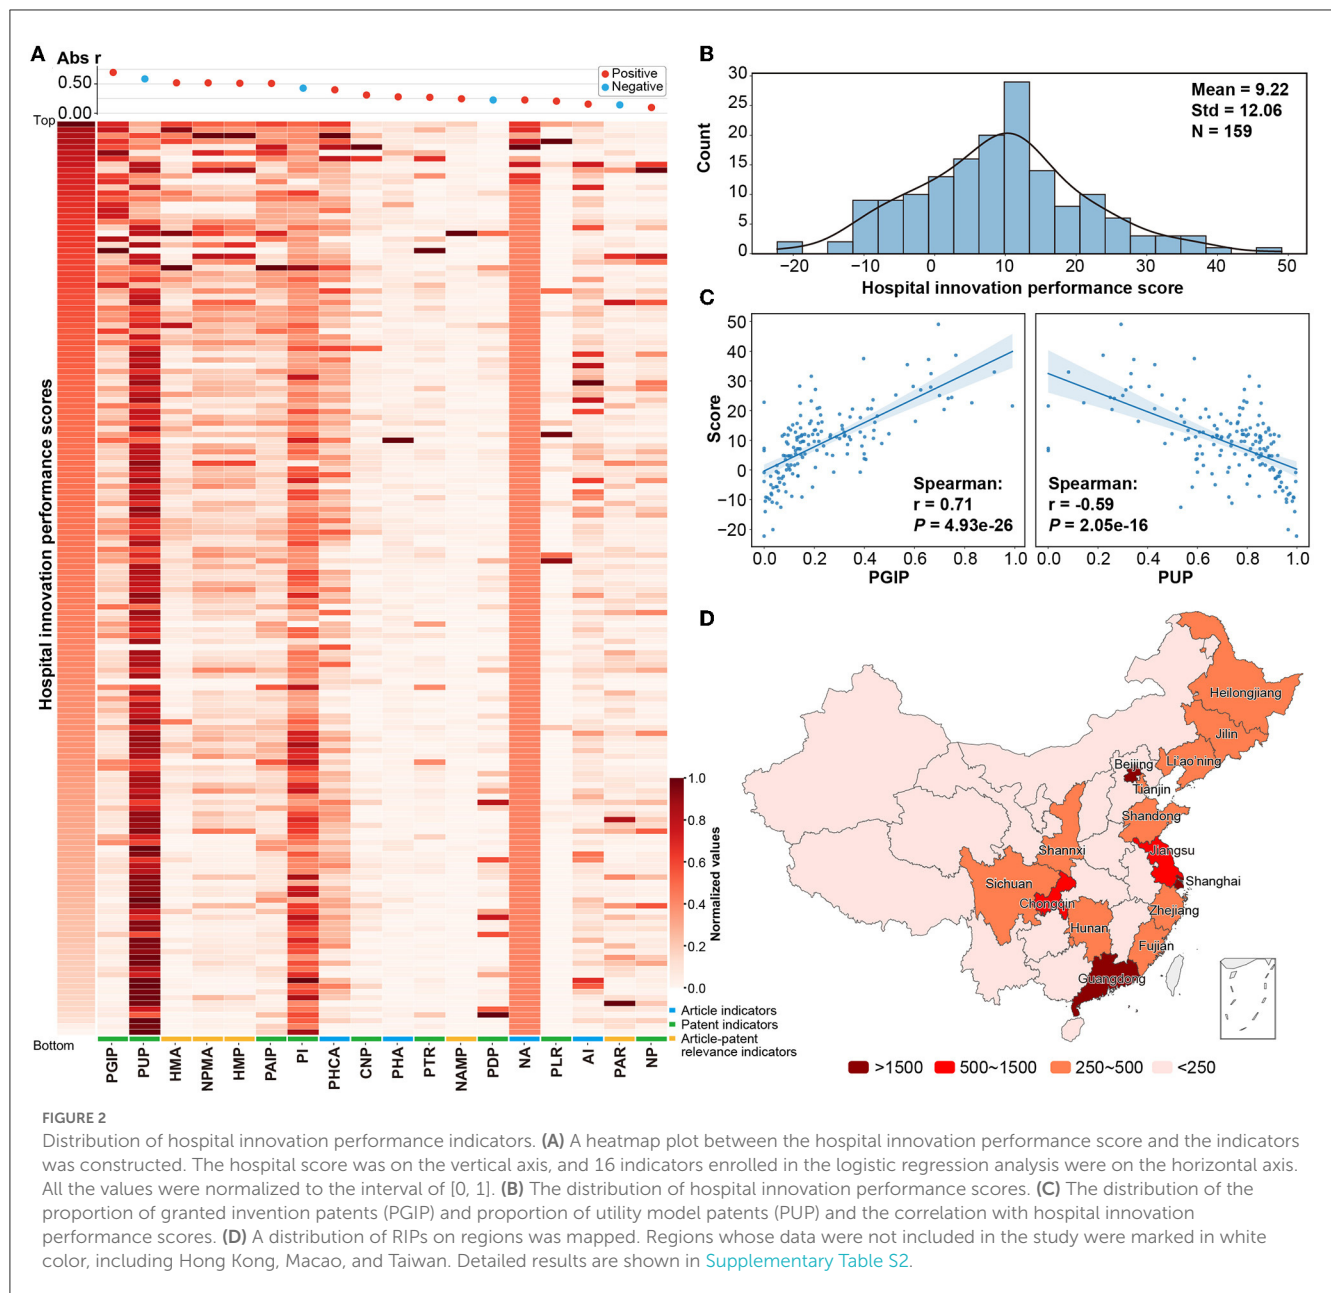 A
Abs r
0.50
0.00
Positive
Negative
Top
Hospital innovation performance scores
Bottom
1.0
0.8
0.6
0.4
0.2
0.0
Normalized values
Article indicators
Patent indicators
Article-patent
relevance indicators
PGIP
PUP
HMA
NPMA
HMP
PAIP
PI
PHCA
CNP
PHA
PTR
NAMP
PDP
NA
PLR
AI
PAR
NP
B
30
25
20
15
10
5
0
Count
Mean = 9.22
Std = 12.06
N = 159
−20
−10
0
10
20
30
40
50
Hospital innovation performance score
C
50
40
30
20
10
0
−10
−20
Score
Spearman:
r = 0.71
P = 4.93e-26
0.0
0.2
0.4
0.6
0.8
1.0
PGIP
Spearman:
r = -0.59
P = 2.05e-16
0.0
0.2
0.4
0.6
0.8
1.0
PUP
D
Heilongjiang
Jilin
Li'ao'ning
Beijing
Tianjin
Shandong
Shannxi
Jiangsu
Shanghai
Sichuan
Chongqin
Zhejiang
Hunan
Fujian
Guangdong
>1500
500~1500
250~500
<250
FIGURE 2
Distribution of hospital innovation performance indicators. (A) A heatmap plot between the hospital innovation performance score and the indicators
was constructed. The hospital score was on the vertical axis, and 16 indicators enrolled in the logistic regression analysis were on the horizontal axis.
All the values were normalized to the interval of [0, 1]. (B) The distribution of hospital innovation performance scores. (C) The distribution of the
proportion of granted invention patents (PGIP) and proportion of utility model patents (PUP) and the correlation with hospital innovation
performance scores. (D) A distribution of RIPs on regions was mapped. Regions whose data were not included in the study were marked in white
color, including Hong Kong, Macao, and Taiwan. Detailed results are shown in Supplementary Table S2.